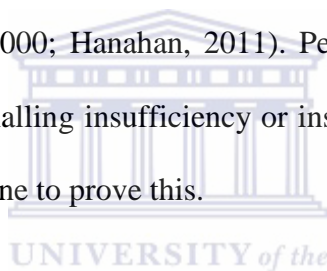 000; Hanahan, 2011). Pe
alling insufficiency or ins
ne to prove this.
UNIVERSITY of the